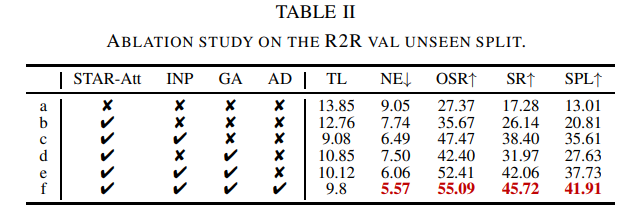 TABLE II
ABLATION STUDY ON THE R2R VAL UNSEEN SPLIT.
STAR-Att INP GA AD TL NE↓ OSR↑ SR↑ SPL↑
a ✘ ✘ ✘ ✘ 13.85 9.05 27.37 17.28 13.01
b ✔ ✘ ✘ ✘ 12.76 7.74 35.67 26.14 20.81
c ✔ ✔ ✘ ✘ 9.08 6.49 47.47 38.40 35.61
d ✔ ✘ ✔ ✘ 10.85 7.50 42.40 31.97 27.63
e ✔ ✔ ✔ ✘ 10.12 6.06 52.41 42.06 37.73
f ✔ ✔ ✔ ✔ 9.8 5.57 55.09 45.72 41.91